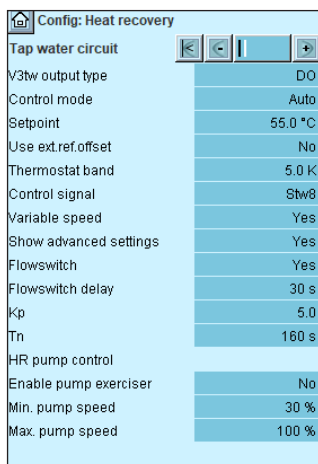 Config: Heat recovery
Tap water circuit
V3tw output type DO
Control mode Auto
Setpoint 55.0 °C
Use ext.ref.offset No
Thermostat band 5.0 K
Control signal Stw8
Variable speed Yes
Show advanced settings Yes
Flowswitch Yes
Flowswitch delay 30 s
Kp 5.0
Tn 160 s
HR pump control
Enable pump exerciser No
Min. pump speed 30 %
Max. pump speed 100 %